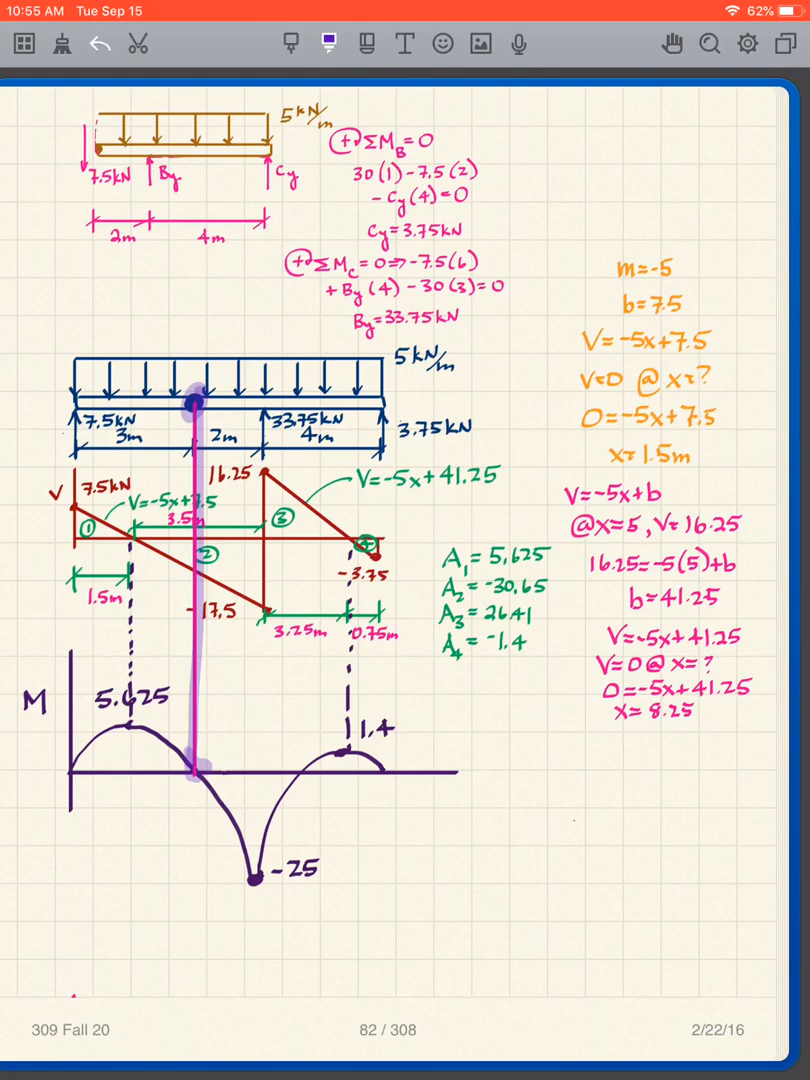 10:55 AM Tue Sep 15
62%
5 kN/m
7.5kN
By
Cy
2m
4m
+ ΣM_B = 0
30(1) - 7.5(2)
- Cy(4) = 0
Cy = 3.75kN
+ ΣM_C = 0 => -7.5(6)
+ By(4) - 30(3) = 0
By = 33.75kN
m = -5
b = 7.5
V = -5x + 7.5
V=0 @ x=?
0 = -5x + 7.5
x = 1.5m
5 kN/m
7.5kN
33.75kN
3.75kN
3m
2m
4m
V
7.5kN
V = -5x + 7.5
16.25
V = -5x + 41.25
3.5m
1
2
3
4
-3.75
1.5m
-17.5
3.25m
0.75m
A1 = 5.625
A2 = -30.65
A3 = 26.41
A4 = -1.4
V = -5x + b
@x=5, V=16.25
16.25 = -5(5) + b
b = 41.25
V = -5x + 41.25
V=0 @ x=?
0 = -5x + 41.25
x = 8.25
M
5.625
1.4
-25
309 Fall 20
82 / 308
2/22/16